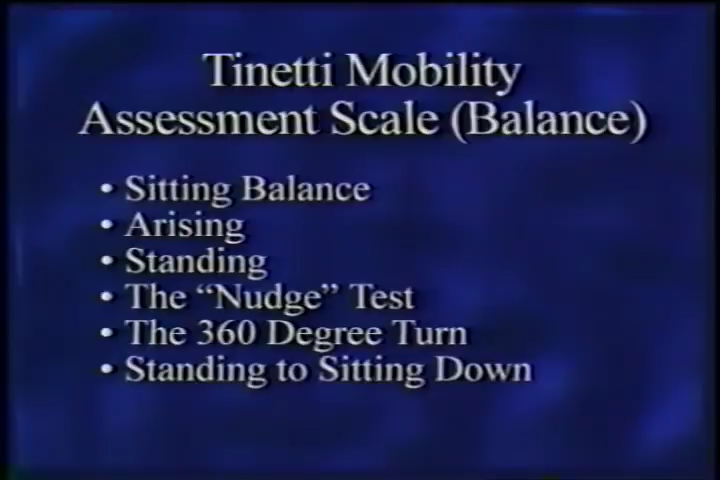 Tinetti Mobility
Assessment Scale (Balance)
• Sitting Balance
• Arising
• Standing
• The “Nudge” Test
• The 360 Degree Turn
• Standing to Sitting Down